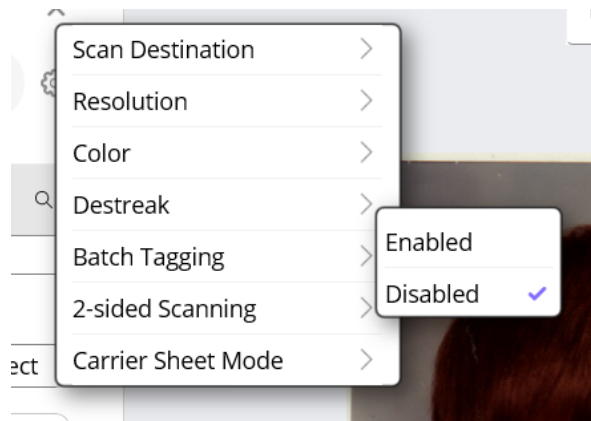 Scan Destination
Resolution
Color
Destreak
Enabled
Disabled
Batch Tagging
2-sided Scanning
Carrier Sheet Mode
ect